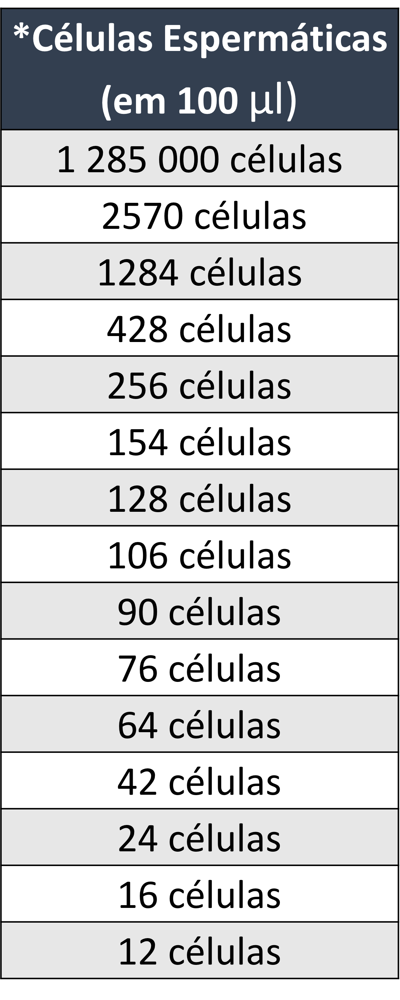 *Células Espermáticas
(em 100 µl)
1 285 000 células
2570 células
1284 células
428 células
256 células
154 células
128 células
106 células
90 células
76 células
64 células
42 células
24 células
16 células
12 células